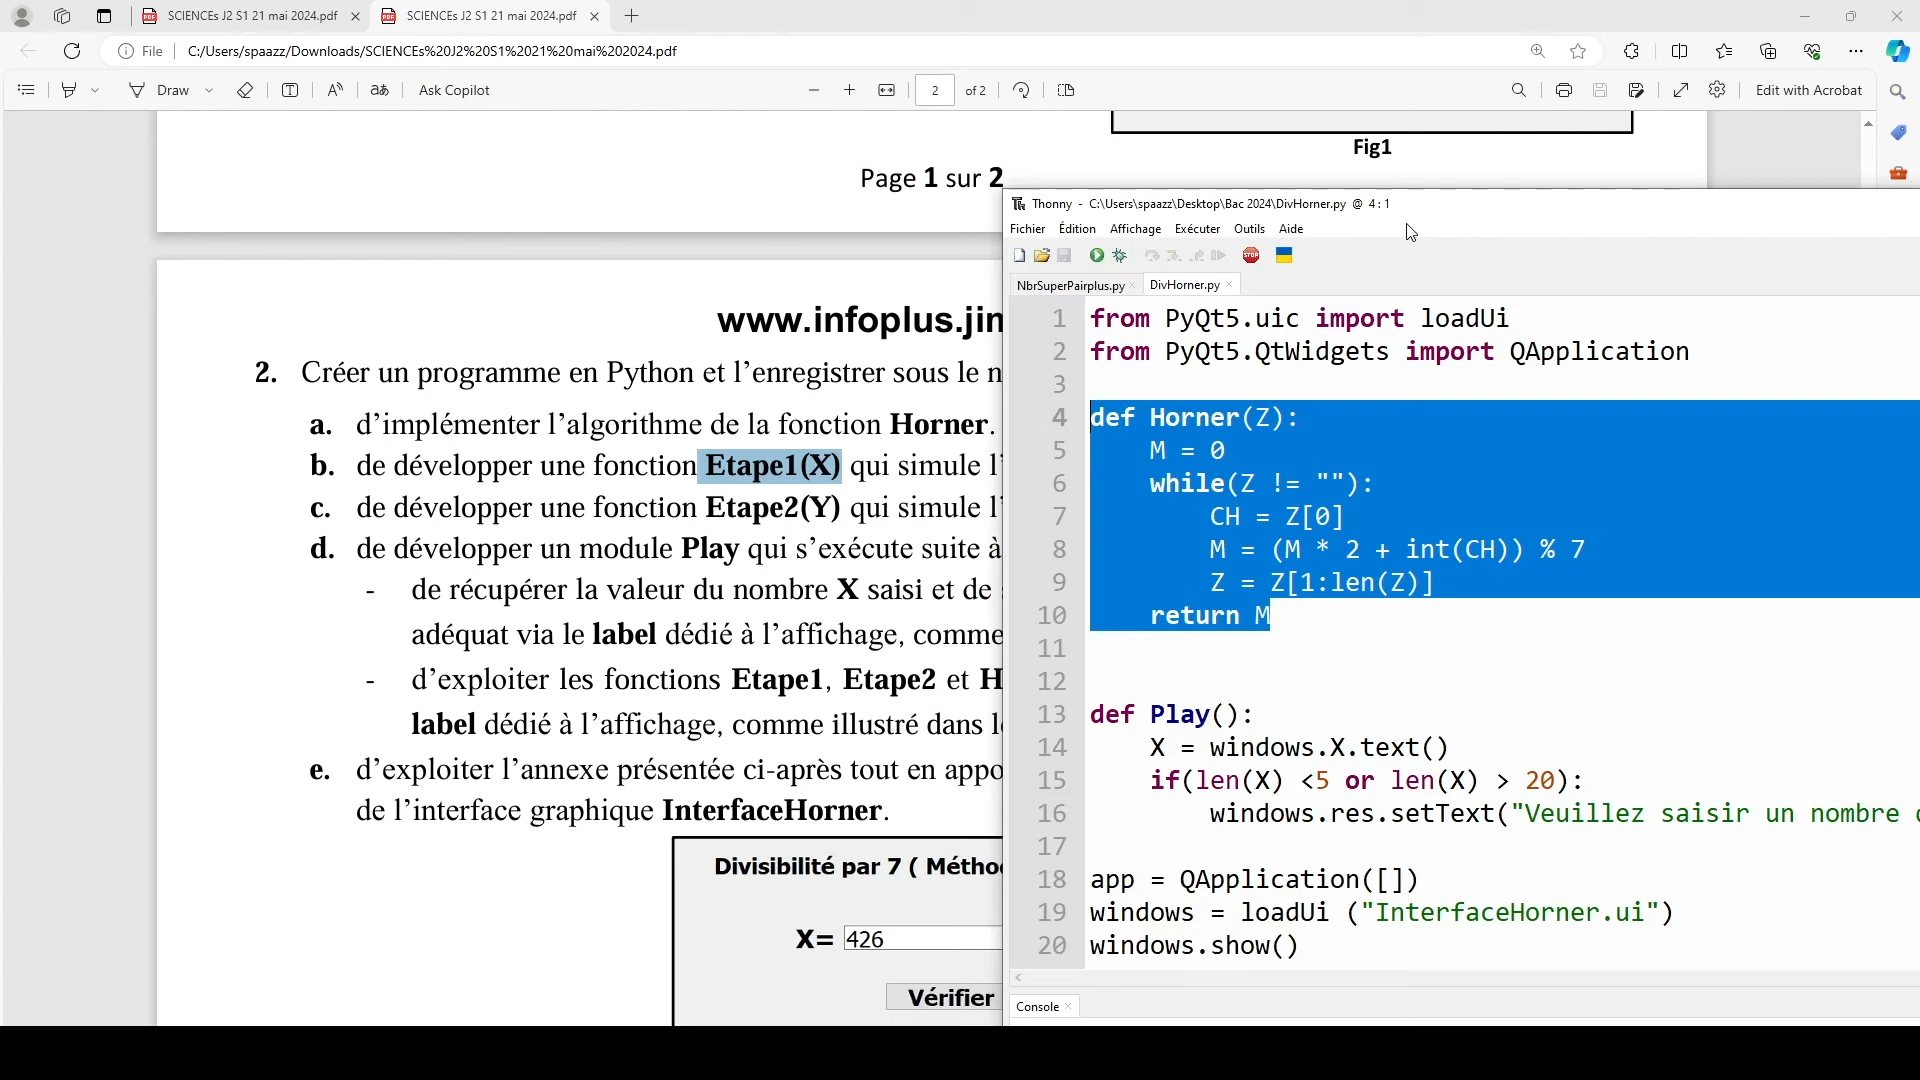 SCIENCEs J2 S1 21 mai 2024.pdf
SCIENCEs J2 S1 21 mai 2024.pdf
File
C:/Users/spaazz/Downloads/SCIENCEs%20J2%20S1%2021%20mai%202024.pdf
Draw
aあ
Ask Copilot
2
of 2
Edit with Acrobat
Fig1
Page 1 sur 2
www.infoplus.jin
2. Créer un programme en Python et l'enregistrer sous le n
a. d'implémenter l'algorithme de la fonction Horner.
b. de développer une fonction Etape1(X) qui simule l'
c. de développer une fonction Etape2(Y) qui simule l'
d. de développer un module Play qui s'exécute suite à
- de récupérer la valeur du nombre X saisi et de
adéquat via le label dédié à l'affichage, comme
- d'exploiter les fonctions Etape1, Etape2 et H
label dédié à l'affichage, comme illustré dans l
e. d'exploiter l'annexe présentée ci-après tout en appo
de l'interface graphique InterfaceHorner.
Divisibilité par 7 ( Métho
X= 426
Vérifier
Thonny - C:\Users\spaazz\Desktop\Bac 2024\DivHorner.py @ 4:1
Fichier Édition Affichage Exécuter Outils Aide
STOP
NbrSuperPairplus.py
DivHorner.py
1 from PyQt5.uic import loadUi
2 from PyQt5.QtWidgets import QApplication
3
4 def Horner(Z):
5     M = 0
6     while(Z != ""):
7         CH = Z[0]
8         M = (M * 2 + int(CH)) % 7
9         Z = Z[1:len(Z)]
10     return M
11
12
13 def Play():
14     X = windows.X.text()
15     if(len(X) <5 or len(X) > 20):
16         windows.res.setText("Veuillez saisir un nombre
17
18 app = QApplication([])
19 windows = loadUi ("InterfaceHorner.ui")
20 windows.show()
Console